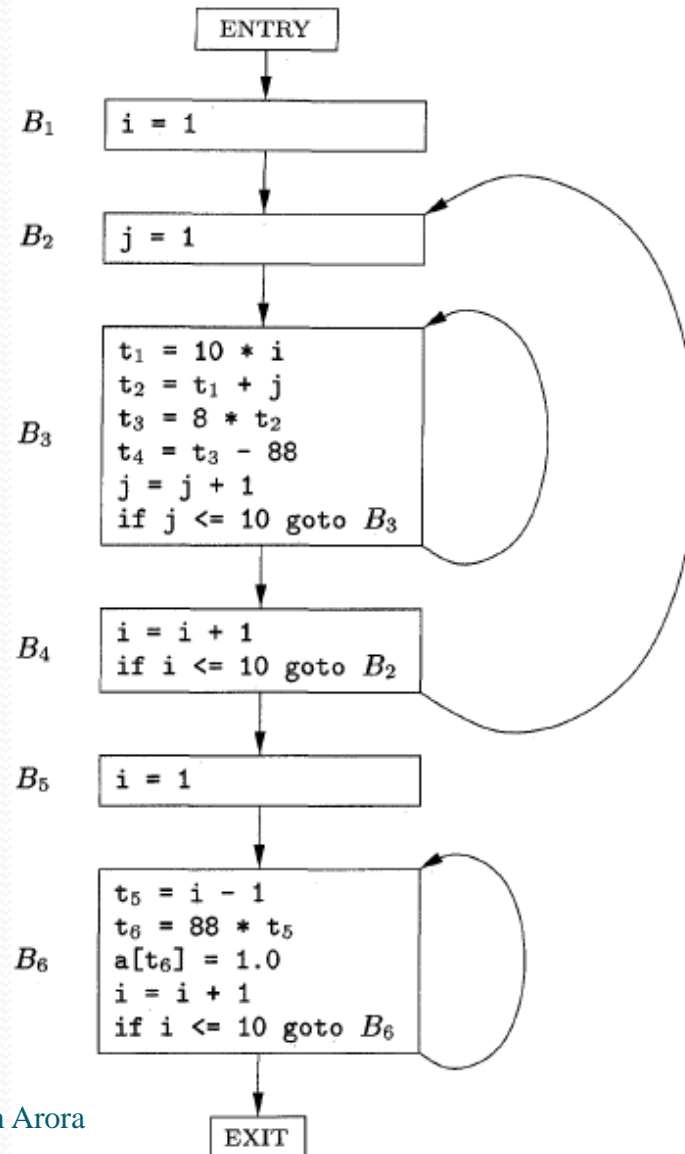 ENTRY
B₁
i = 1
B₂
j = 1
B₃
t₁ = 10 * i
t₂ = t₁ + j
t₃ = 8 * t₂
t₄ = t₃ - 88
j = j + 1
if j <= 10 goto B₃
B₄
i = i + 1
if i <= 10 goto B₂
B₅
i = 1
B₆
t₅ = i - 1
t₆ = 88 * t₅
a[t₆] = 1.0
i = i + 1
if i <= 10 goto B₆
Arora
EXIT